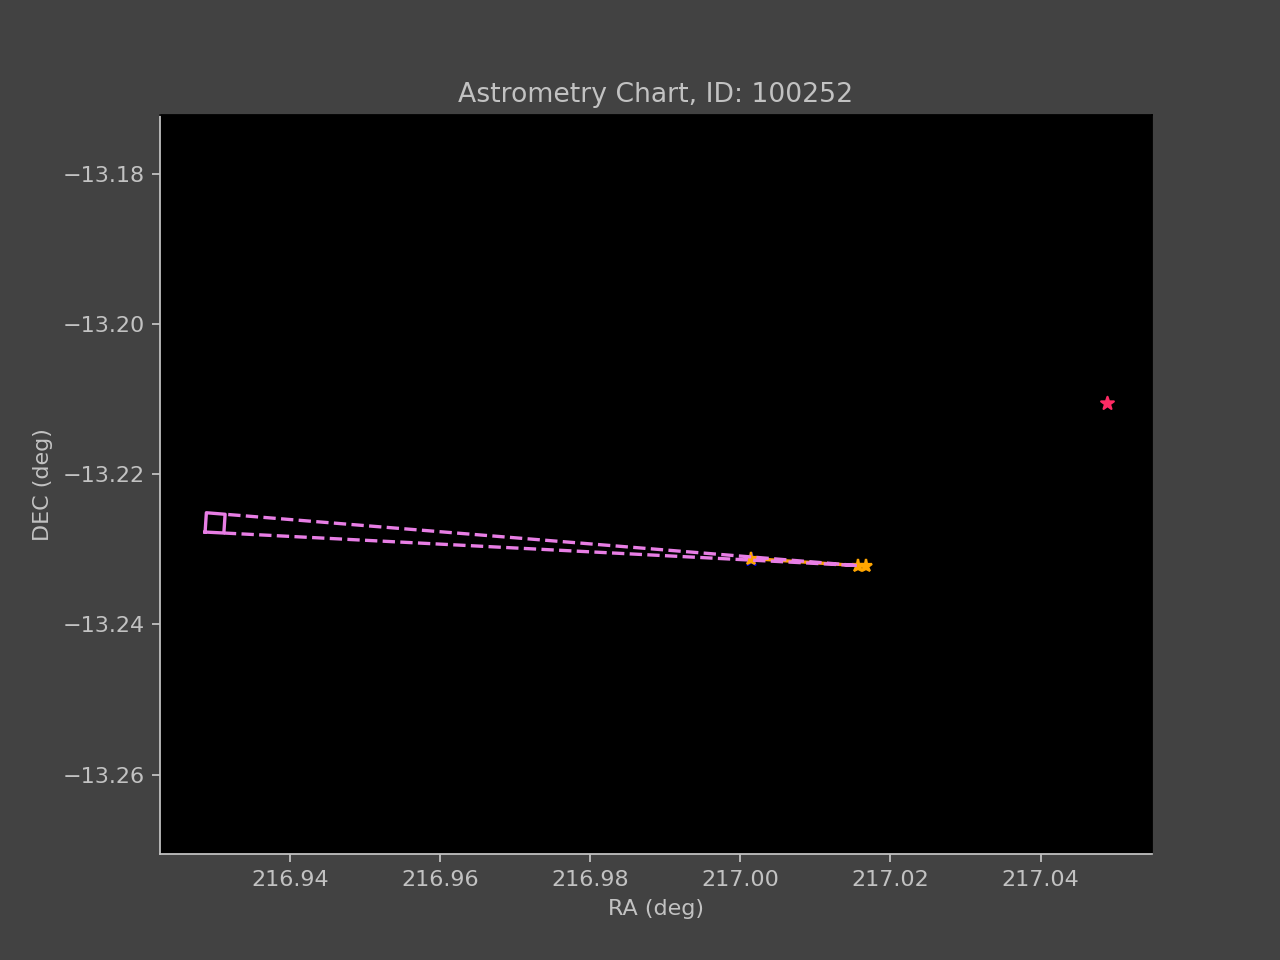 Astrometry Chart, ID: 100252
−13.18
−13.20
−13.22
−13.24
−13.26
DEC (deg)
216.94 216.96 216.98 217.00 217.02 217.04
RA (deg)